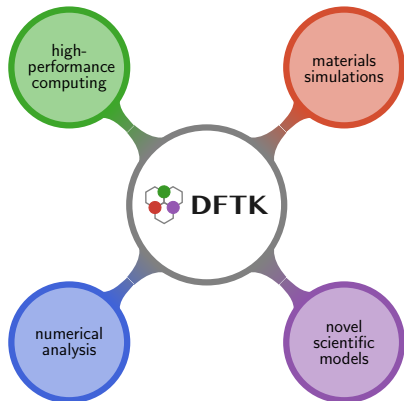 high-
performance
computing
materials
simulations
DFTK
numerical
analysis
novel
scientific
models